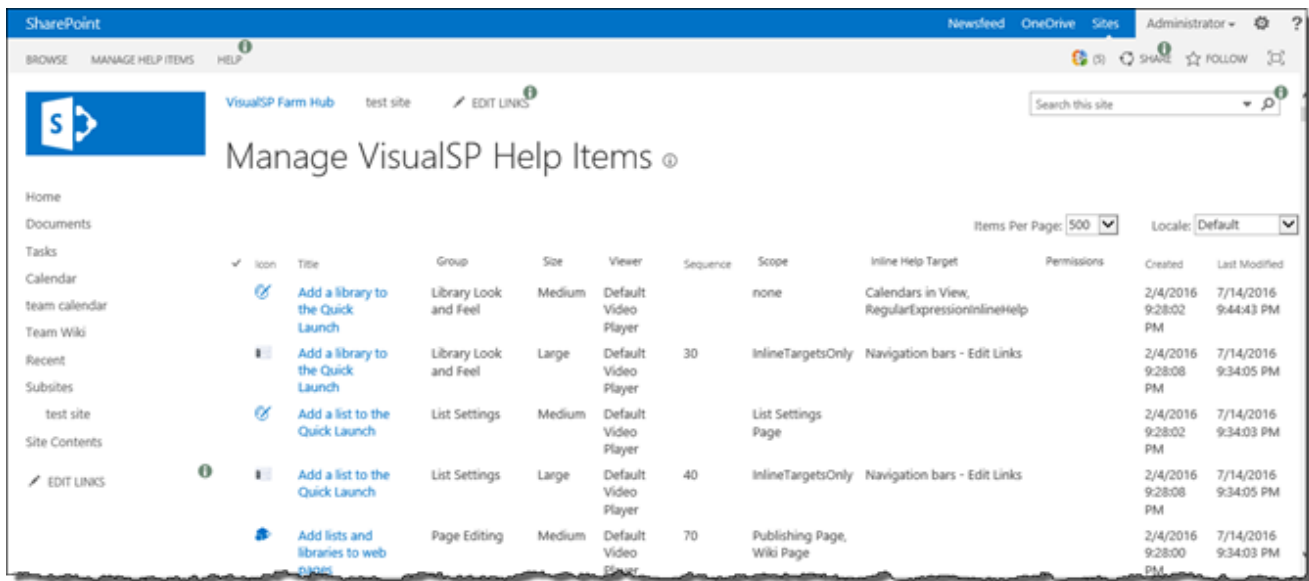 SharePoint
Newsfeed OneDrive Sites Administrator ?
BROWSE MANAGE HELP ITEMS HELP
(5) SHARE FOLLOW
VisualSP Farm Hub test site EDIT LINKS
Search this site
S
Manage VisualSP Help Items
Home
Documents
Tasks
Calendar
team calendar
Team Wiki
Recent
Subsites
test site
Site Contents
EDIT LINKS
Items Per Page: 500 Locale: Default
Icon Title Group Size Viewer Sequence Scope Inline Help Target Permissions Created Last Modified
Add a library to Library Look Medium Default none Calendars in View, 2/4/2016 7/14/2016
the Quick and Feel Video RegularExpressionInlineHelp 9:28:02 9:44:43 PM
Launch Player PM
Add a library to Library Look Large Default 30 InlineTargetsOnly Navigation bars - Edit Links 2/4/2016 7/14/2016
the Quick and Feel Video 9:28:08 9:34:05 PM
Launch Player PM
Add a list to the List Settings Medium Default List Settings 2/4/2016 7/14/2016
Quick Launch Video Page 9:28:02 9:34:03 PM
Player PM
Add a list to the List Settings Large Default 40 InlineTargetsOnly Navigation bars - Edit Links 2/4/2016 7/14/2016
Quick Launch Video 9:28:08 9:34:05 PM
Player PM
Add lists and Page Editing Medium Default 70 Publishing Page, 2/4/2016 7/14/2016
libraries to web Video Wiki Page 9:28:00 9:34:03 PM
pages Player PM